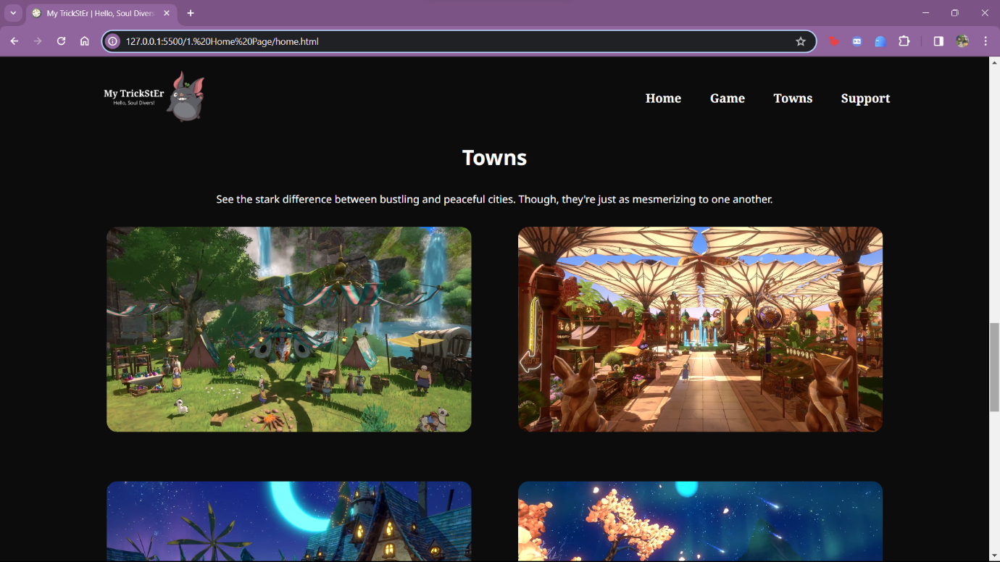 My TrickStEr | Hello, Soul Divers
127.0.0.1:5500/1.%20Home%20Page/home.html
My TrickStEr
Hello, Soul Divers!
Home Game Towns Support
Towns
See the stark difference between bustling and peaceful cities. Though, they're just as mesmerizing to one another.